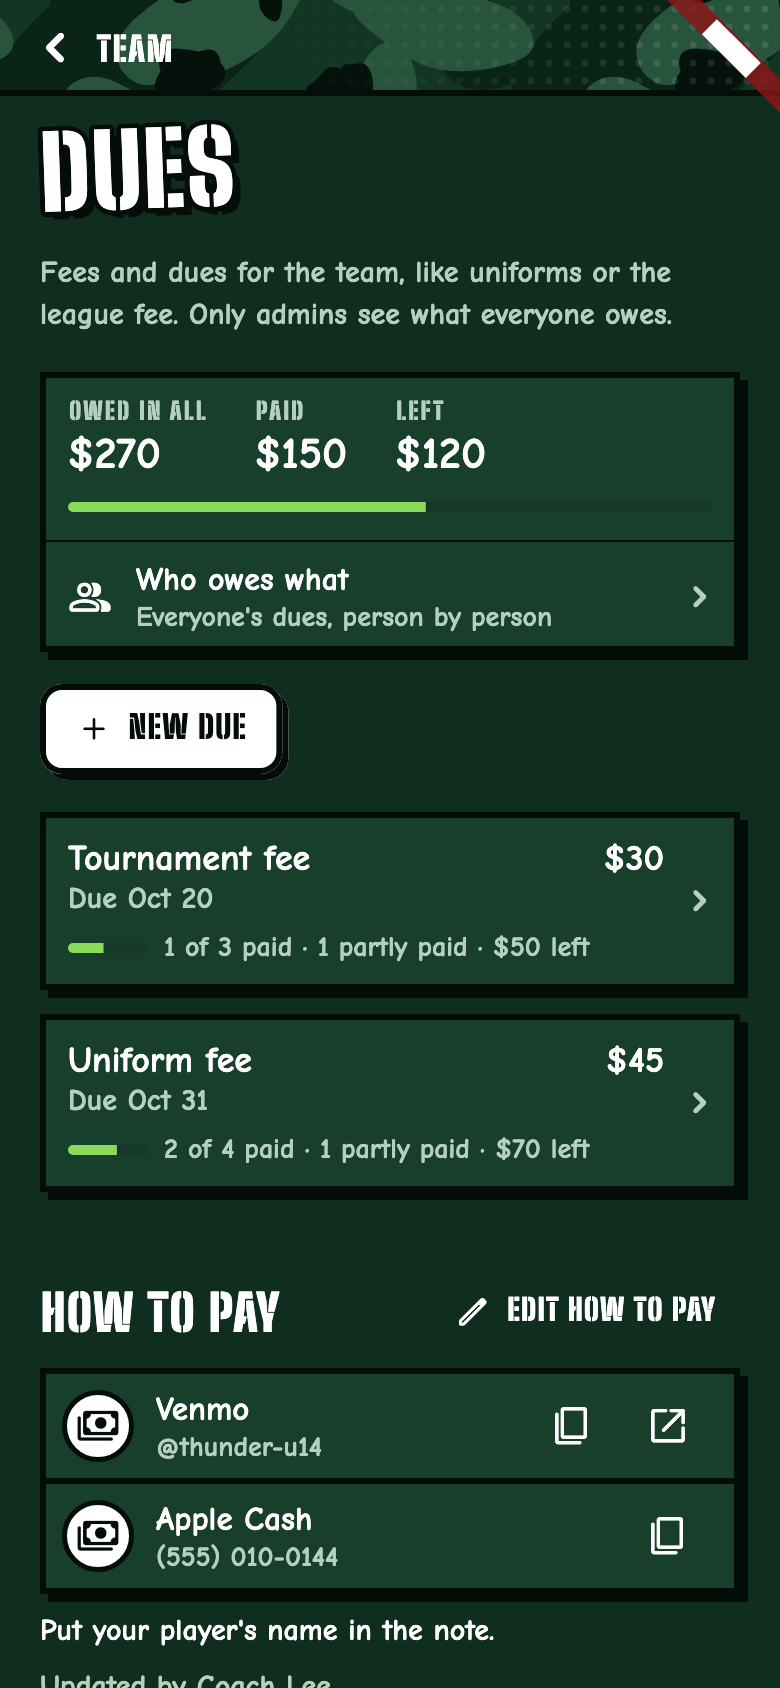 TEAM
DUES
Fees and dues for the team, like uniforms or the
league fee. Only admins see what everyone owes.
OWED IN ALL PAID LEFT
$270 $150 $120
Who owes what
Everyone's dues, person by person
+ NEW DUE
Tournament fee $30
Due Oct 20
1 of 3 paid · 1 partly paid · $50 left
Uniform fee $45
Due Oct 31
2 of 4 paid · 1 partly paid · $70 left
HOW TO PAY EDIT HOW TO PAY
Venmo
@thunder-u14
Apple Cash
(555) 010-0144
Put your player's name in the note.
Updated by Coach Lee